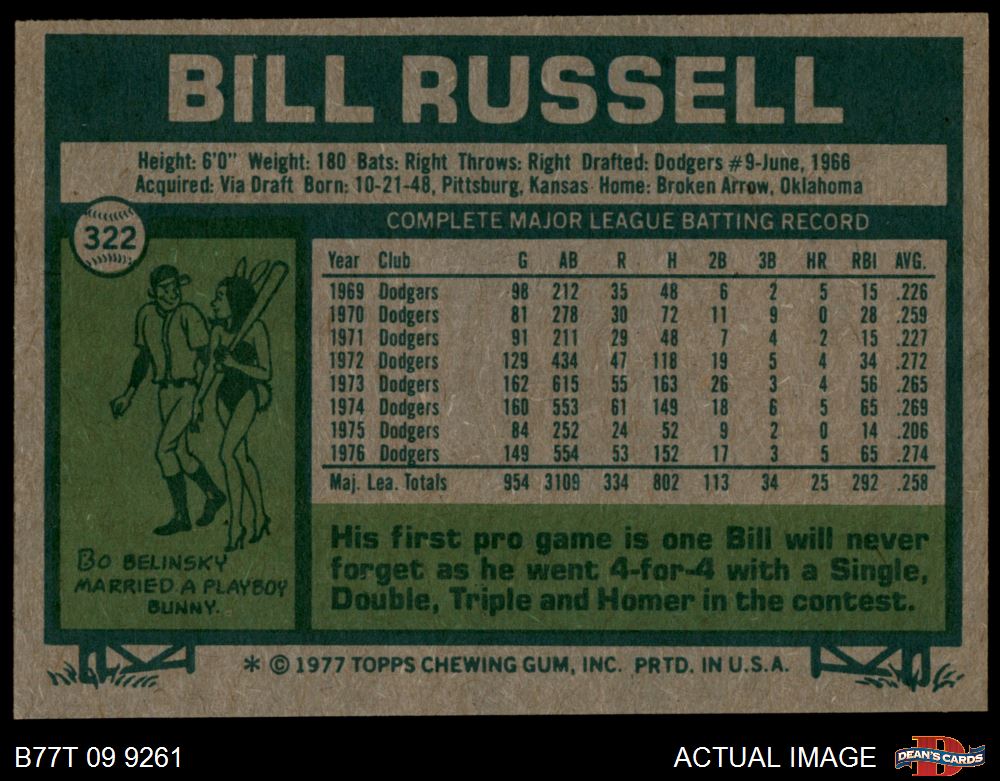 BILL RUSSELL
Height: 6'0" Weight: 180 Bats: Right Throws: Right Drafted: Dodgers #9-June, 1966
Acquired: Via Draft Born: 10-21-48, Pittsburg, Kansas Home: Broken Arrow, Oklahoma
322
COMPLETE MAJOR LEAGUE BATTING RECORD
Year Club G AB R H 2B 3B HR RBI AVG.
1969 Dodgars 98 212 35 48 6 2 5 15 .226
1970 Dodgers 81 278 30 72 11 9 0 28 .259
1971 Dodgers 91 211 29 48 7 4 2 15 .227
1972 Dodgers 129 434 47 118 19 5 4 34 .272
1973 Dodgers 162 615 55 163 26 3 4 56 .265
1974 Dodgers 160 553 61 149 18 6 5 65 .269
1975 Dodgers 84 252 24 52 9 2 0 14 .206
1976 Dodgers 149 554 53 152 17 3 5 65 .274
Maj. Lea. Totals 954 3109 334 802 113 34 25 292 .258
BO BELINSKY
MARRIED A PLAYBOY
BUNNY.
His first pro game is one Bill will never
forget as he went 4-for-4 with a Single,
Double, Triple and Homer in the contest.
* © 1977 TOPPS CHEWING GUM, INC. PRTD. IN U.S.A.
B77T 09 9261
ACTUAL IMAGE
D
DEAN'S CARDS